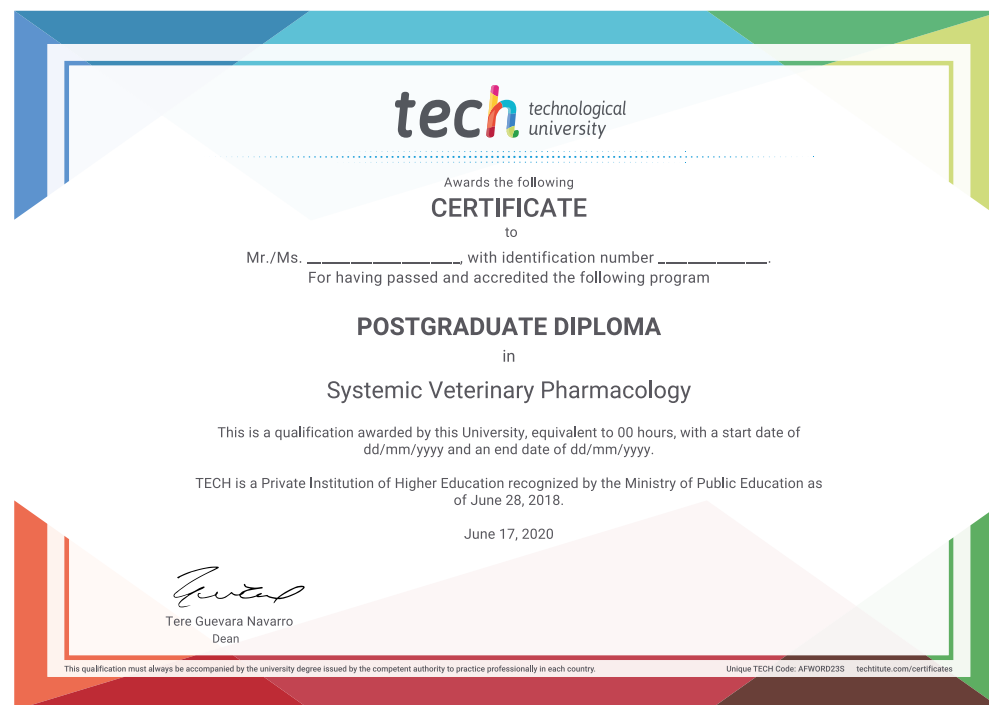 tech technological
university
Awards the following
CERTIFICATE
to
Mr./Ms. ____________________, with identification number ______________.
For having passed and accredited the following program
POSTGRADUATE DIPLOMA
in
Systemic Veterinary Pharmacology
This is a qualification awarded by this University, equivalent to 00 hours, with a start date of
dd/mm/yyyy and an end date of dd/mm/yyyy.
TECH is a Private Institution of Higher Education recognized by the Ministry of Public Education as
of June 28, 2018.
June 17, 2020
Tere Guevara Navarro
Dean
This qualification must always be accompanied by the university degree issued by the competent authority to practice professionally in each country.
Unique TECH Code: AFWORD23S techtitute.com/certificates